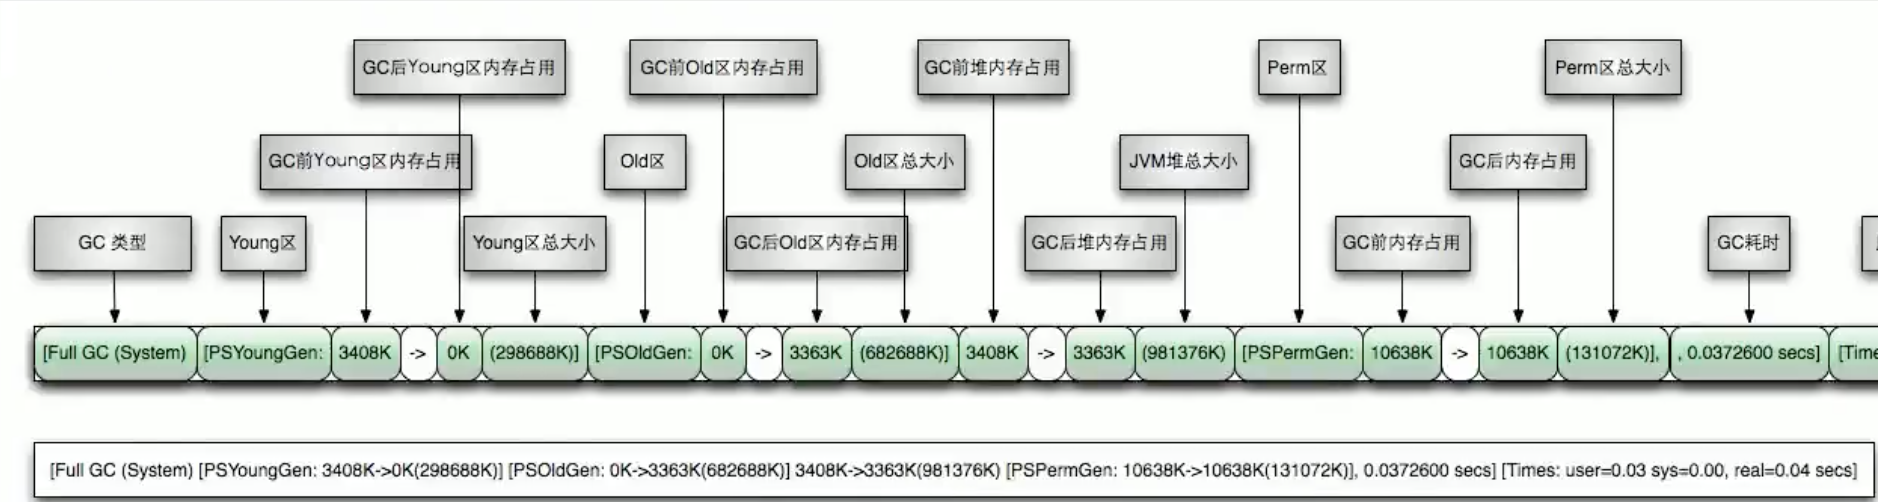 GC后Young区内存占用
GC前Old区内存占用
GC前堆内存占用
Perm区
Perm区总大小
GC前Young区内存占用
Old区
Old区总大小
JVM堆总大小
GC后内存占用
GC 类型
Young区
Young区总大小
GC后Old区内存占用
GC后堆内存占用
GC前内存占用
GC耗时
[Full GC (System) [PSYoungGen: 3408K -> 0K (298688K)] [PSOldGen: 0K -> 3363K (682688K)] 3408K -> 3363K (981376K) [PSPermGen: 10638K -> 10638K (131072K)], , 0.0372600 secs] [Time
[Full GC (System) [PSYoungGen: 3408K->0K(298688K)] [PSOldGen: 0K->3363K(682688K)] 3408K->3363K(981376K) [PSPermGen: 10638K->10638K(131072K)], 0.0372600 secs] [Times: user=0.03 sys=0.00, real=0.04 secs]